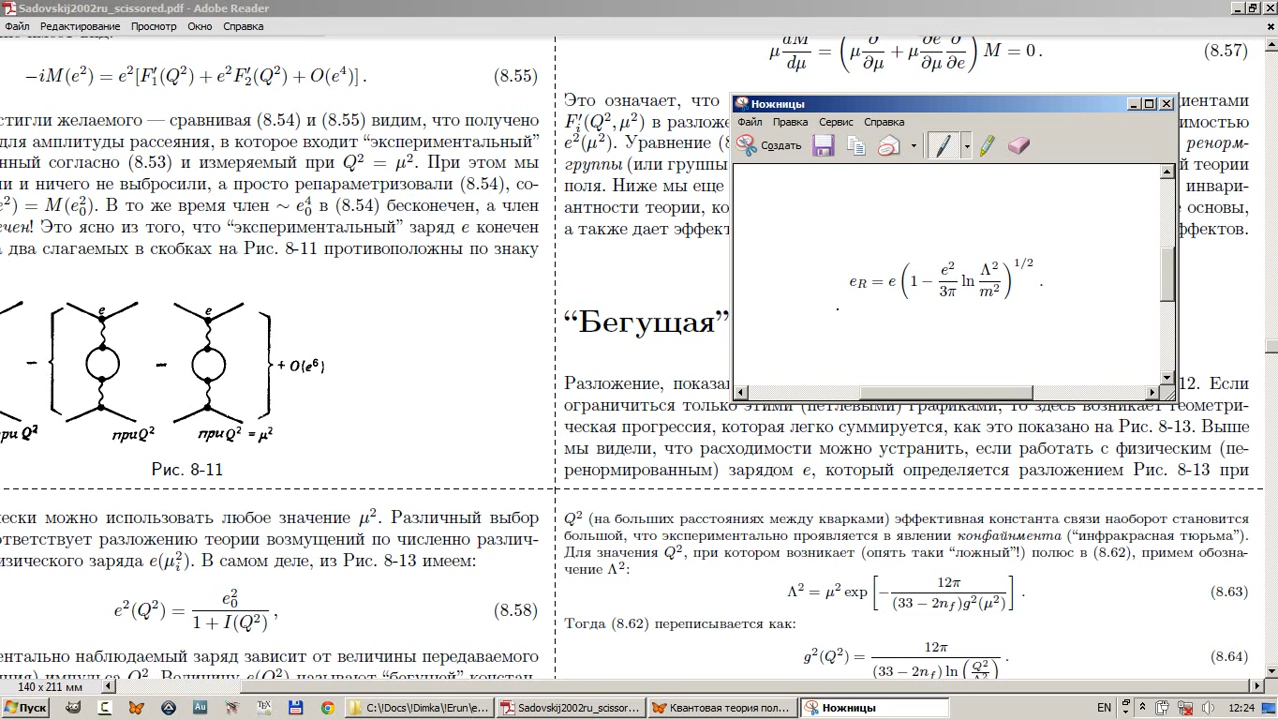 Sadovskij2002ru_scissored.pdf - Adobe Reader
Файл Редактирование Просмотр Окно Справка
−iM(e²) = e²[F′₁(Q²) + e²F′₂(Q²) + O(e⁴)] . (8.55)
стигли желаемого — сравнивая (8.54) и (8.55) видим, что получено
для амплитуды рассеяния, в которое входит “экспериментальный”
нный согласно (8.53) и измеряемый при Q² = μ². При этом мы
ли и ничего не выбросили, а просто репараметризовали (8.54), со-
e²) = M(e₀²). В то же время член ∼ e₀⁴ в (8.54) бесконечен, а член
ечен! Это ясно из того, что “экспериментальный” заряд e конечен
а два слагаемых в скобках на Рис. 8-11 противоположны по знаку
e e
− { − } + O(e⁶)
при Q² при Q² при Q² = μ²
Рис. 8-11
чески можно использовать любое значение μ². Различный выбор
ответствует разложению теории возмущений по численно различ-
изического заряда e(μᵢ²). В самом деле, из Рис. 8-13 имеем:
e²(Q²) = e₀² / (1 + I(Q²)) , (8.58)
ментально наблюдаемый заряд зависит от величины передаваемого
μ dM/dμ = (μ ∂/∂μ + μ ∂e/∂μ ∂/∂e) M = 0 . (8.57)
Это означает, что
иентами
F′ᵢ(Q², μ²) в разлож
имостью
e²(μ²). Уравнение (8
ренорм-
группы (или группы
й теории
поля. Ниже мы еще
инвари-
антности теории, ко
е основы,
а также дает эффект
ффектов.
“Бегущая”
Разложение, показа
12. Если
ограничиться только этими (петлевыми) графиками, то здесь возникает геометри-
ческая прогрессия, которая легко суммируется, как это показано на Рис. 8-13. Выше
мы видели, что расходимости можно устранить, если работать с физическим (пе-
ренормированным) зарядом e, который определяется разложением Рис. 8-13 при
Q² (на больших расстояниях между кварками) эффективная константа связи наоборот становится
большой, что экспериментально проявляется в явлении конфайнмента (“инфракрасная тюрьма”).
Для значения Q², при котором возникает (опять таки “ложный”!) полюс в (8.62), примем обозна-
чение Λ²:
Λ² = μ² exp [− 12π / ((33 − 2n_f)g²(μ²))] . (8.63)
Тогда (8.62) переписывается как:
g²(Q²) = 12π / ((33 − 2n_f) ln (Q²/Λ²)) . (8.64)
Ножницы
Файл Правка Сервис Справка
Создать
e_R = e (1 − e²/3π ln Λ²/m²)^1/2 .
140 x 211 мм
Пуск
C:\Docs\Dimka\Erun\e...
Sadovskij2002ru_scissor...
Квантовая теория пол...
Ножницы
EN
12:24